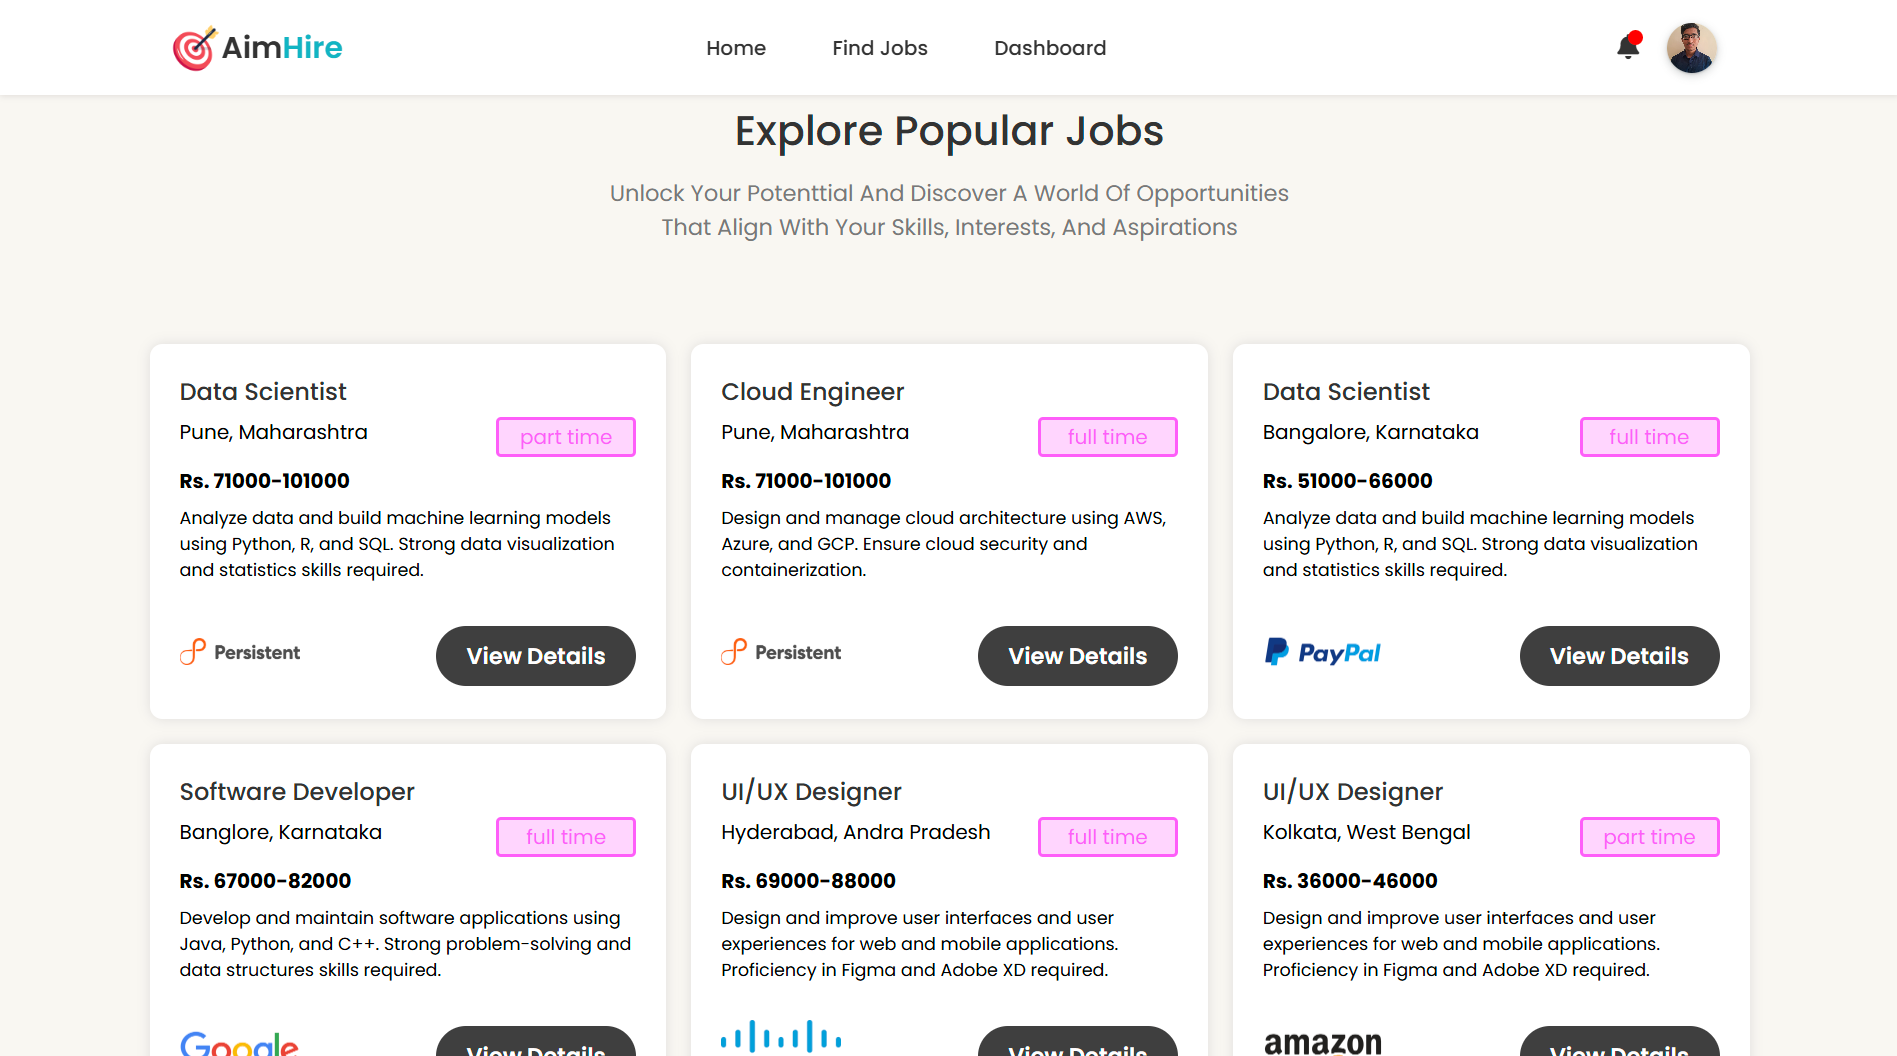 AimHire
Home
Find Jobs
Dashboard
Explore Popular Jobs
Unlock Your Potenttial And Discover A World Of Opportunities
That Align With Your Skills, Interests, And Aspirations
Data Scientist
Pune, Maharashtra
part time
Rs. 71000-101000
Analyze data and build machine learning models
using Python, R, and SQL. Strong data visualization
and statistics skills required.
Persistent
View Details
Cloud Engineer
Pune, Maharashtra
full time
Rs. 71000-101000
Design and manage cloud architecture using AWS,
Azure, and GCP. Ensure cloud security and
containerization.
Persistent
View Details
Data Scientist
Bangalore, Karnataka
full time
Rs. 51000-66000
Analyze data and build machine learning models
using Python, R, and SQL. Strong data visualization
and statistics skills required.
PayPal
View Details
Software Developer
Banglore, Karnataka
full time
Rs. 67000-82000
Develop and maintain software applications using
Java, Python, and C++. Strong problem-solving and
data structures skills required.
Google
View Details
UI/UX Designer
Hyderabad, Andra Pradesh
full time
Rs. 69000-88000
Design and improve user interfaces and user
experiences for web and mobile applications.
Proficiency in Figma and Adobe XD required.
View Details
UI/UX Designer
Kolkata, West Bengal
part time
Rs. 36000-46000
Design and improve user interfaces and user
experiences for web and mobile applications.
Proficiency in Figma and Adobe XD required.
amazon
View Details